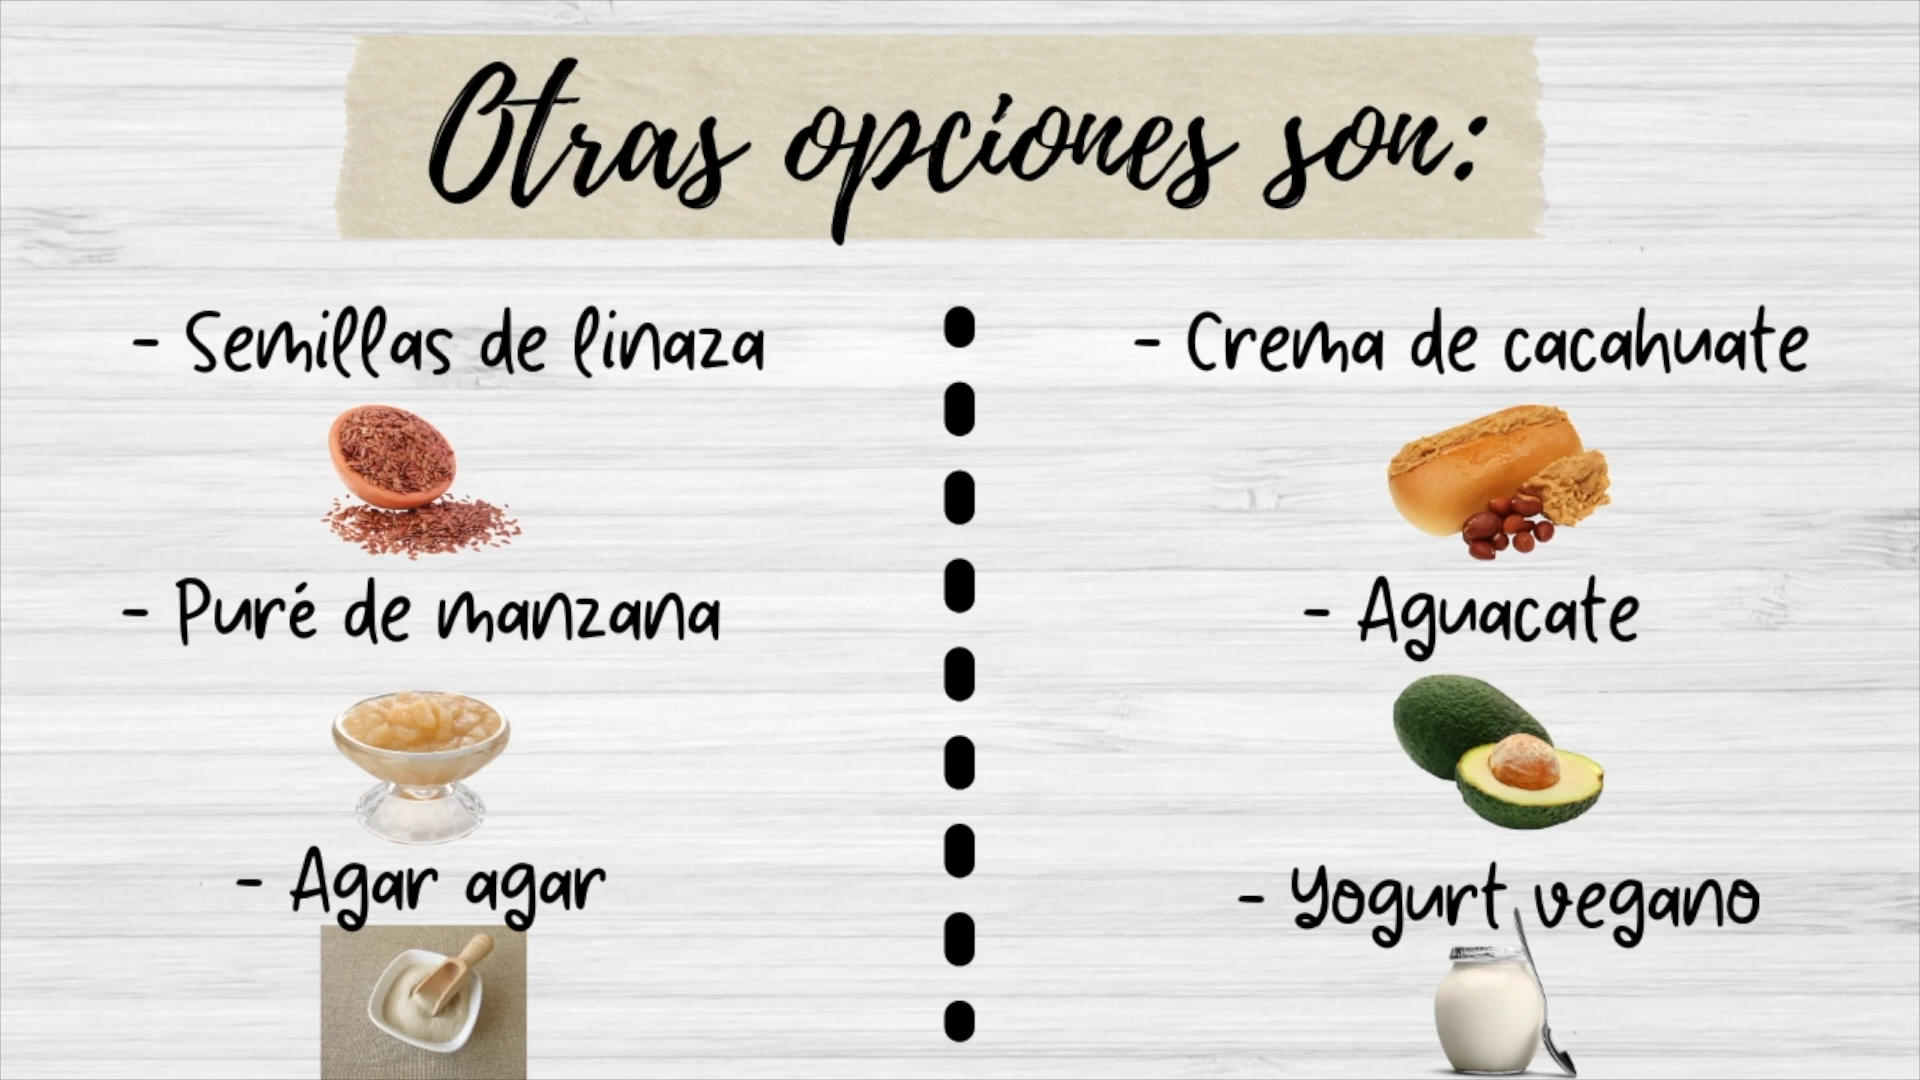 Otras opciones son:
- Semillas de linaza
- Puré de manzana
- Agar agar
- Crema de cacahuate
- Aguacate
- Yogurt vegano